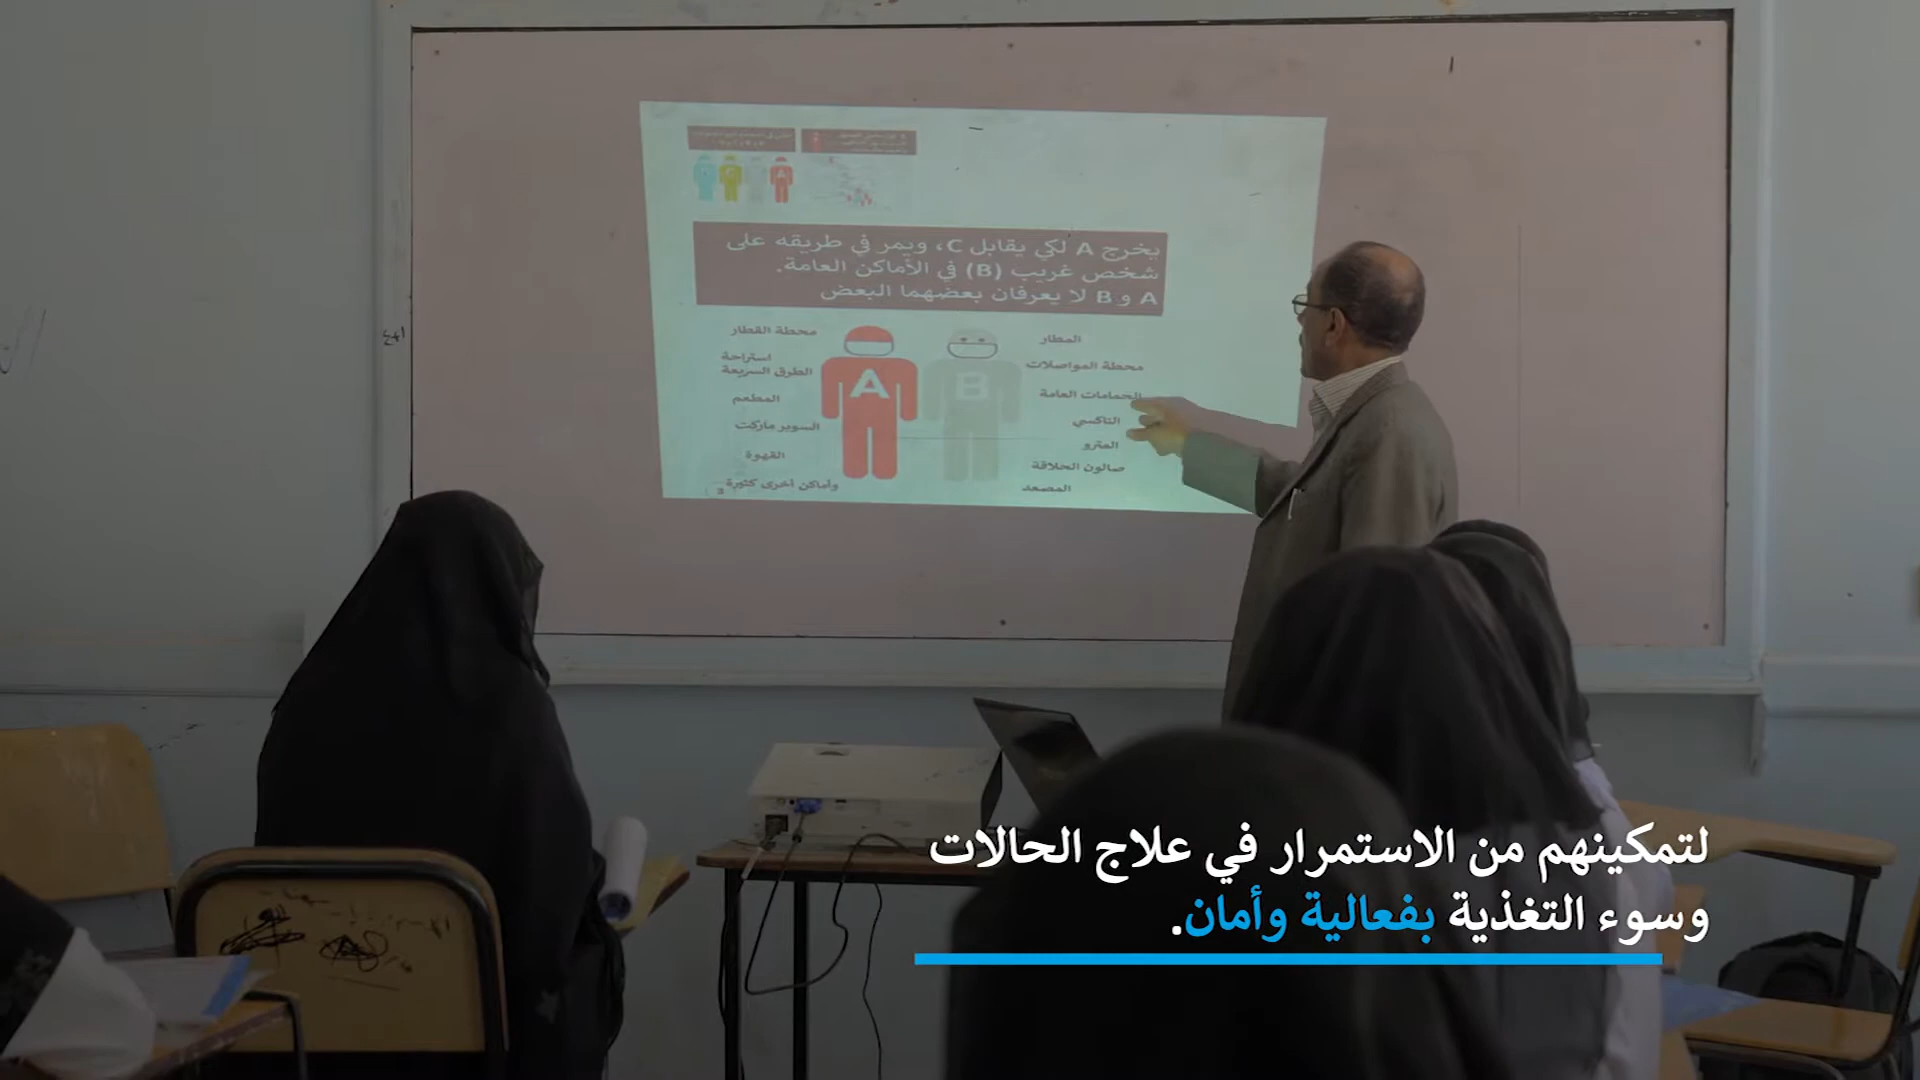 يخرج A لكي يقابل C، ويمر في طريقه على
شخص غريب (B) في الأماكن العامة.
A و B لا يعرفان بعضهما البعض
المطار
محطة المواصلات
الحمامات العامة
التاكسي
المترو
صالون الحلاقة
المصعد
A
B
محطة القطار
استراحة
الطرق السريعة
المطعم
السوبر ماركت
القهوة
وأماكن أخرى كثيرة
3
لتمكينهم من الاستمرار في علاج الحالات
وسوء التغذية بفعالية وأمان.